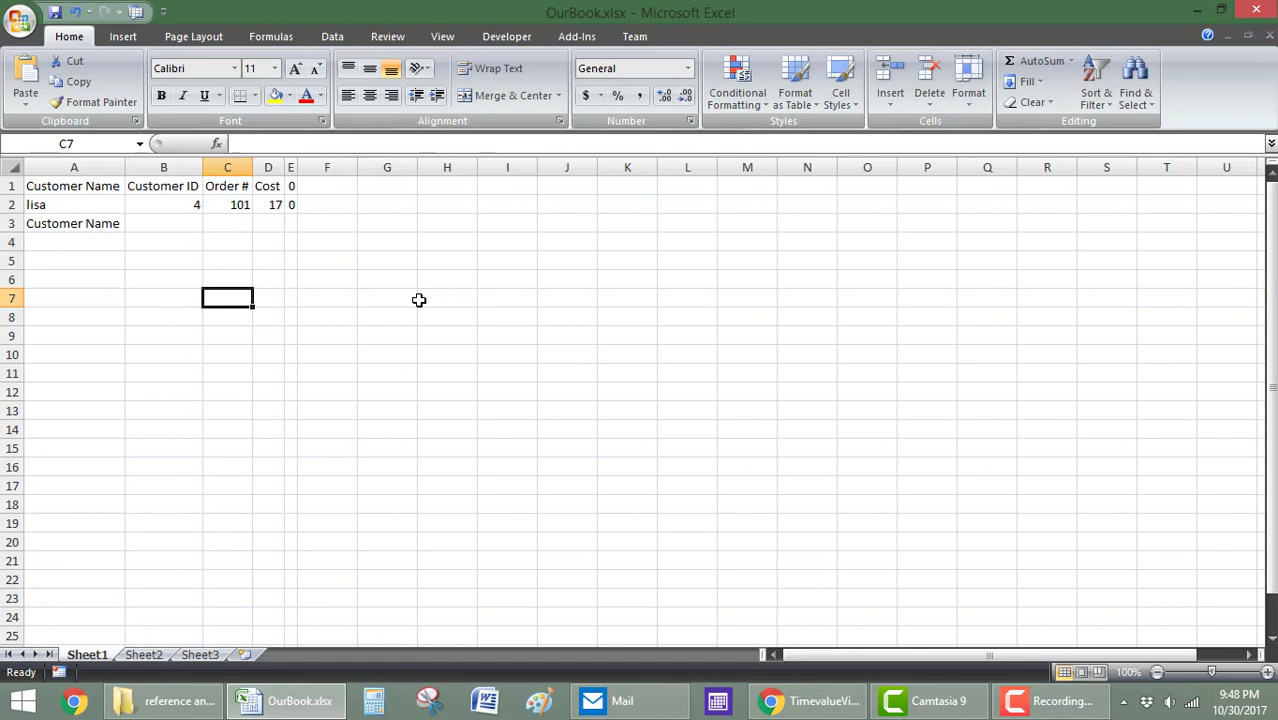 OurBook.xlsx - Microsoft Excel
Home Insert Page Layout Formulas Data Review View Developer Add-Ins Team
Paste Cut Calibri 11 Wrap Text General Conditional Formatting Format as Table Cell Styles Insert Delete Format AutoSum Sort & Filter Find & Select
Copy Fill
Format Painter B I U A Merge & Center $ % , Clear
Clipboard Font Alignment Number Styles Cells Editing
C7 fx
A B C D E F G H I J K L M N O P Q R S T U
1 Customer Name Customer ID Order # Cost 0
2 lisa 4 101 17 0
3 Customer Name
4
5
6
7
8
9
10
11
12
13
14
15
16
17
18
19
20
21
22
23
24
25
Sheet1 Sheet2 Sheet3
Ready 100%
reference an... OurBook.xlsx Mail TimevalueVi... Camtasia 9 Recording... 9:48 PM
10/30/2017